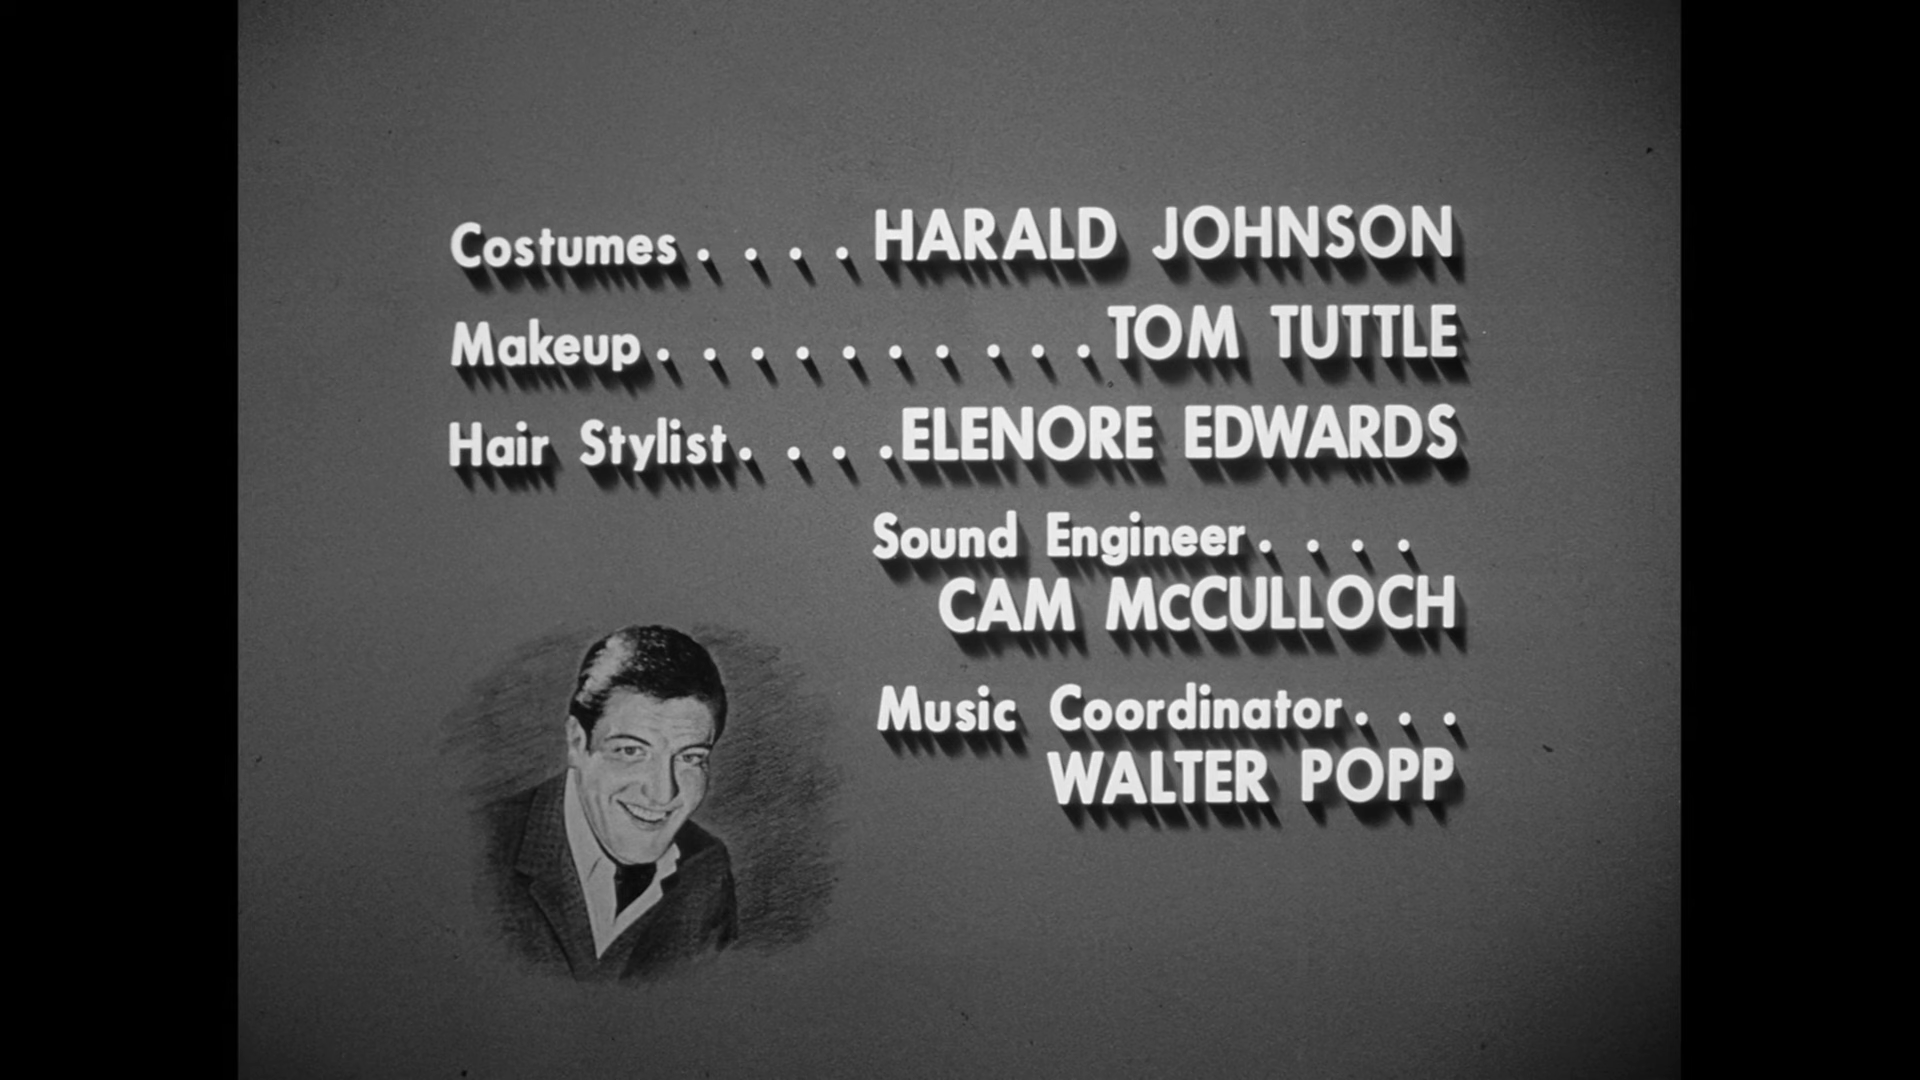 Costumes . . . . HARALD JOHNSON
Makeup . . . . . . . . . . TOM TUTTLE
Hair Stylist . . . . ELENORE EDWARDS
Sound Engineer . . . .
CAM McCULLOCH
Music Coordinator . . .
WALTER POPP